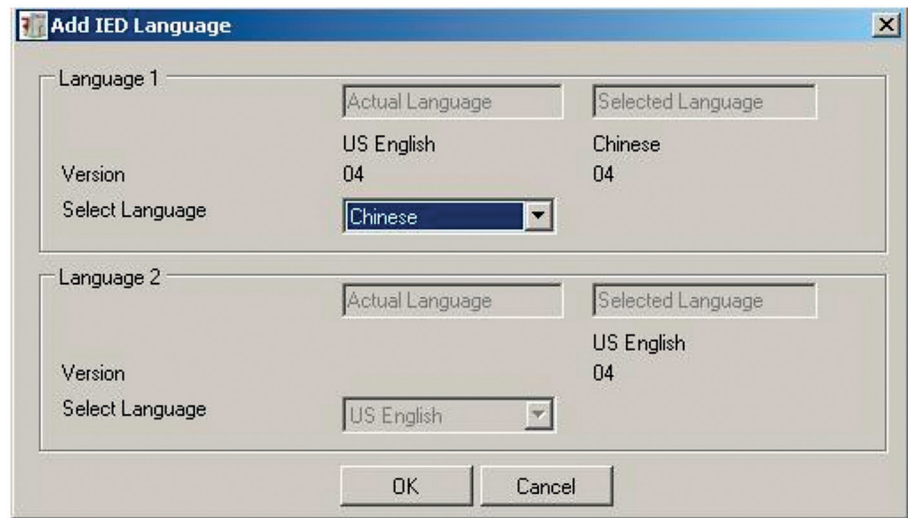 Add IED Language
Language 1
Actual Language Selected Language
US English Chinese
Version 04 04
Select Language Chinese
Language 2
Actual Language Selected Language
US English
Version 04
Select Language US English
OK Cancel